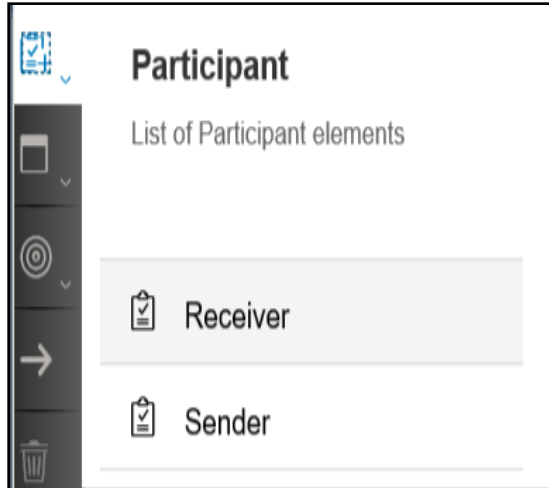 Participant
List of Participant elements
Receiver
Sender